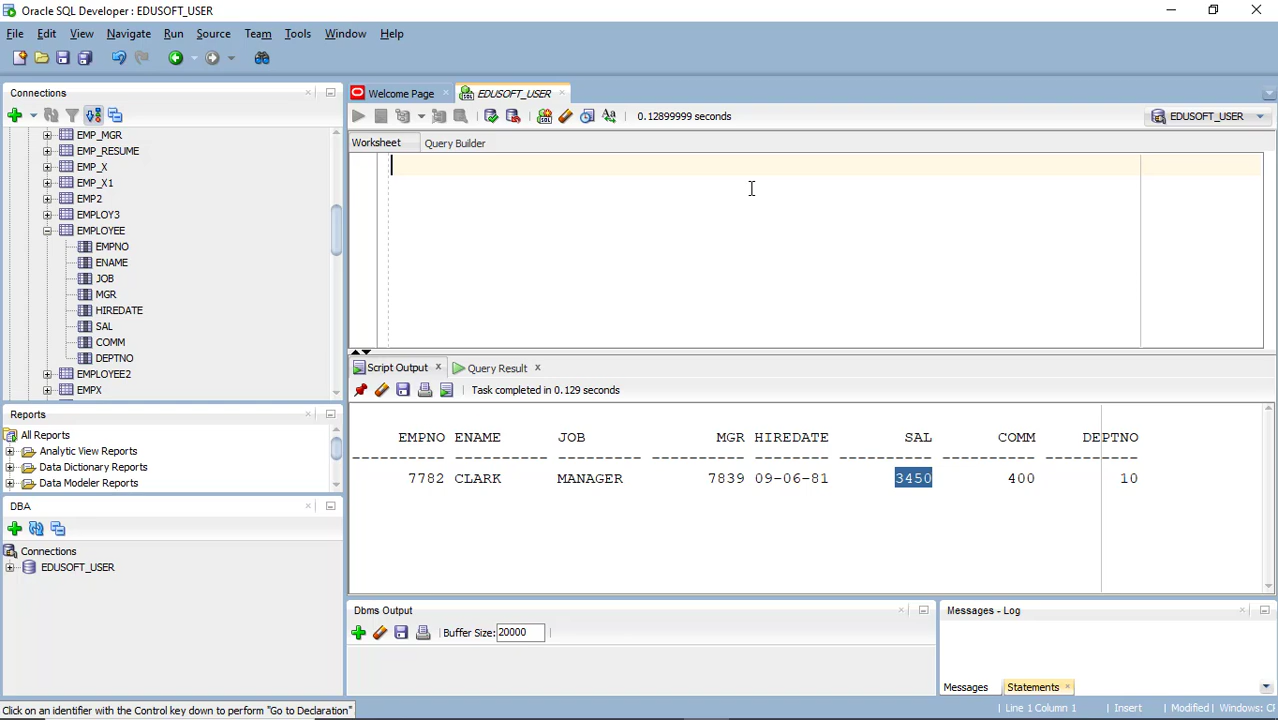 Oracle SQL Developer : EDUSOFT_USER
File Edit View Navigate Run Source Team Tools Window Help
Connections
EMP_MGR
EMP_RESUME
EMP_X
EMP_X1
EMP2
EMPLOY3
EMPLOYEE
EMPNO
ENAME
JOB
MGR
HIREDATE
SAL
COMM
DEPTNO
EMPLOYEE2
EMPX
Reports
All Reports
Analytic View Reports
Data Dictionary Reports
Data Modeler Reports
DBA
Connections
EDUSOFT_USER
Welcome Page EDUSOFT_USER
0.12899999 seconds EDUSOFT_USER
Worksheet Query Builder
Script Output Query Result
Task completed in 0.129 seconds
EMPNO ENAME JOB MGR HIREDATE SAL COMM DEPTNO
---------- ---------- --------- ---------- -------- ---------- ---------- ----------
7782 CLARK MANAGER 7839 09-06-81 3450 400 10
Dbms Output
Buffer Size: 20000
Messages - Log
Messages Statements
Click on an identifier with the Control key down to perform "Go to Declaration" Line 1 Column 1 Insert Modified Windows: CF